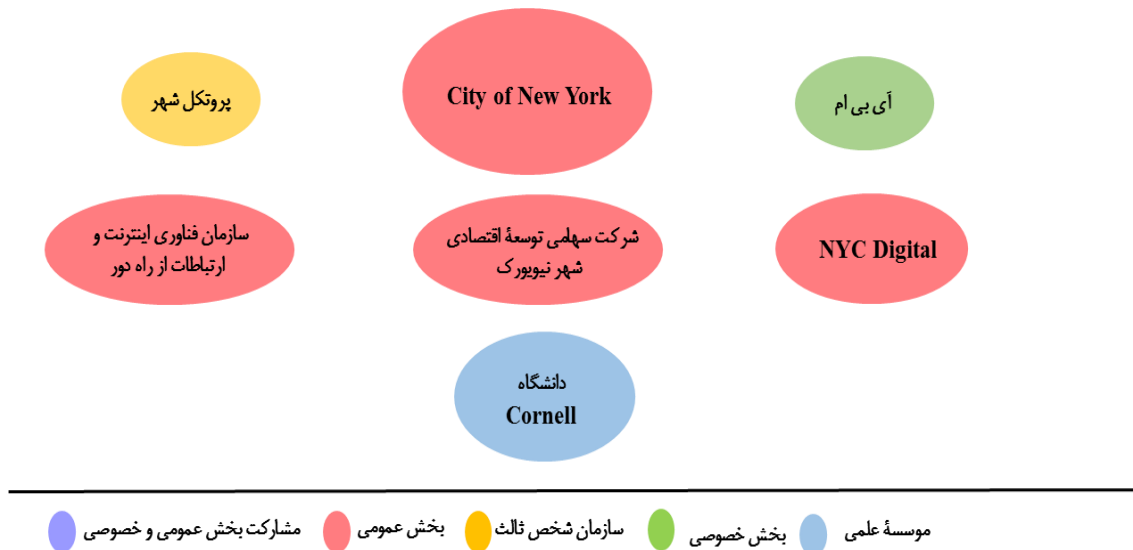 پروتکل شهر
City of New York
آی بی ام
سازمان فناوری اینترنت و
ارتباطات از راه دور
شرکت سهامی توسعهٔ اقتصادی
شهر نیویورک
NYC Digital
دانشگاه
Cornell
مشارکت بخش عمومی و خصوصی
بخش عمومی
سازمان شخص ثالث
بخش خصوصی
موسسهٔ علمی